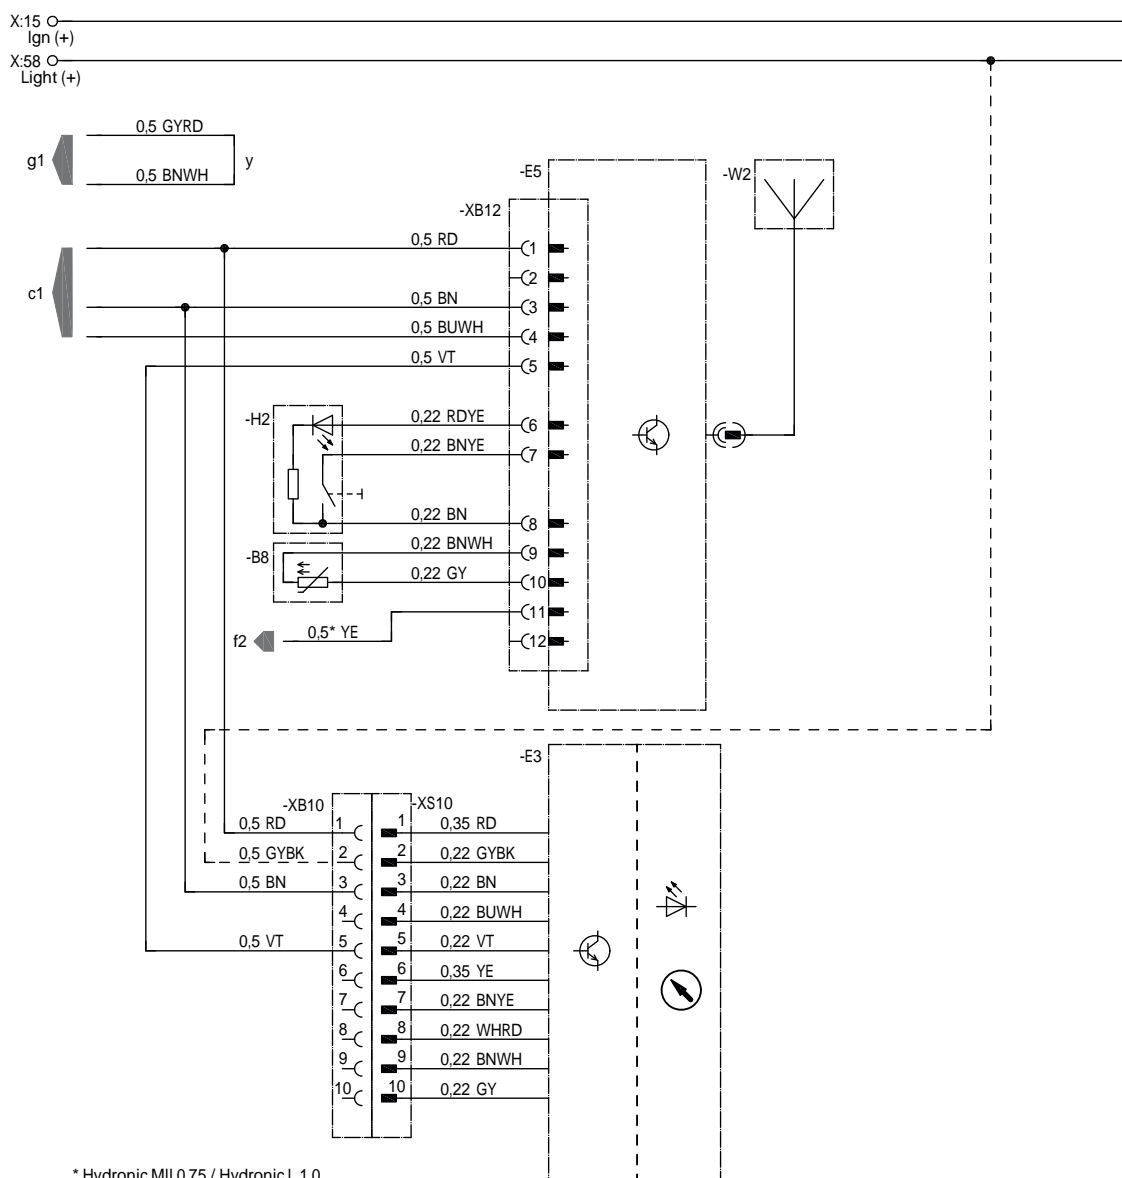 X:15
Ign (+)
X:58
Light (+)
0,5 GYRD
g1
y
0,5 BNWH
-E5
-W2
-XB12
0,5 RD
1
2
c1
0,5 BN
3
0,5 BUWH
4
0,5 VT
5
-H2
0,22 RDYE
6
0,22 BNYE
7
0,22 BN
8
-B8
0,22 BNWH
9
0,22 GY
10
11
f2
0,5* YE
12
-E3
-XB10
-XS10
0,5 RD 1 1 0,35 RD
0,5 GYBK 2 2 0,22 GYBK
0,5 BN 3 3 0,22 BN
4 4 0,22 BUWH
0,5 VT 5 5 0,22 VT
6 6 0,35 YE
7 7 0,22 BNYE
8 8 0,22 WHRD
9 9 0,22 BNWH
10 10 0,22 GY
* Hydronic MII 0,75 / Hydronic L 1,0